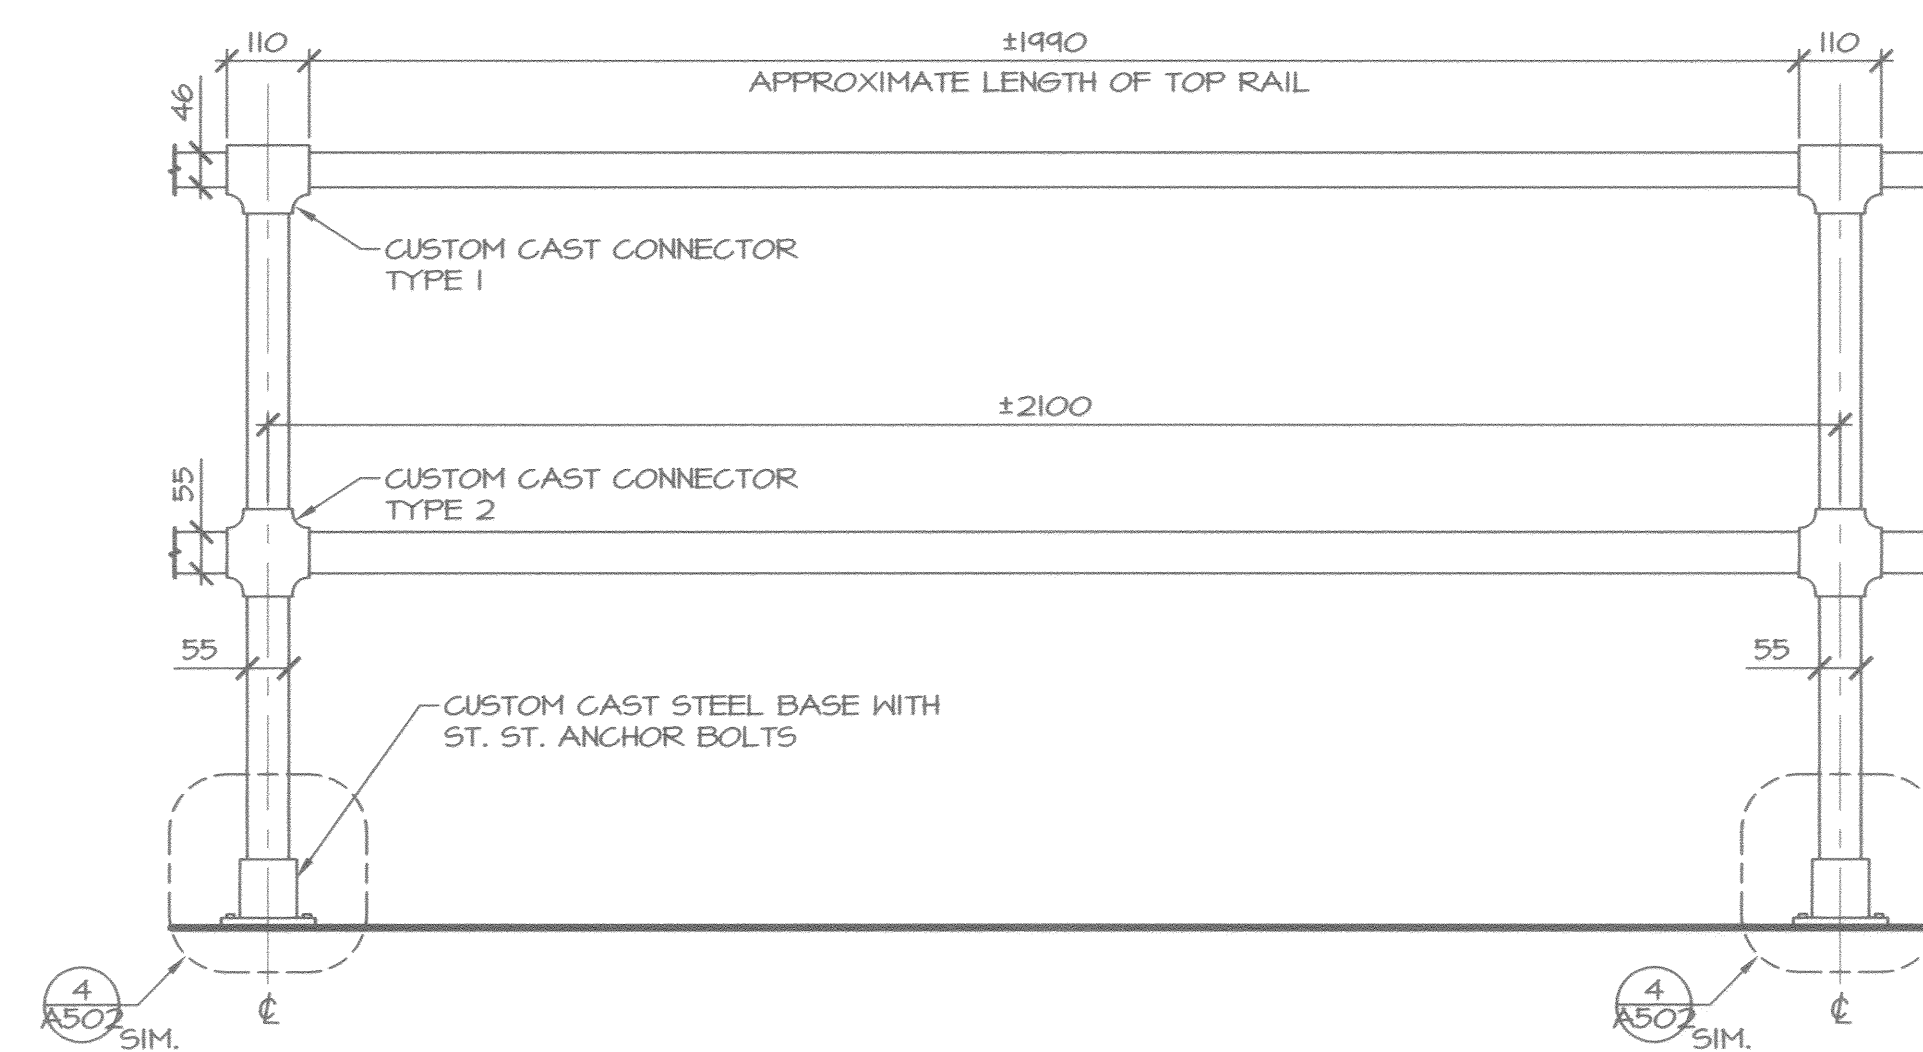 110
±1990
110
APPROXIMATE LENGTH OF TOP RAIL
46
CUSTOM CAST CONNECTOR
TYPE 1
±2100
55
CUSTOM CAST CONNECTOR
TYPE 2
55
55
CUSTOM CAST STEEL BASE WITH
ST. ST. ANCHOR BOLTS
4
A502
SIM.
℄
4
A502
SIM.
℄